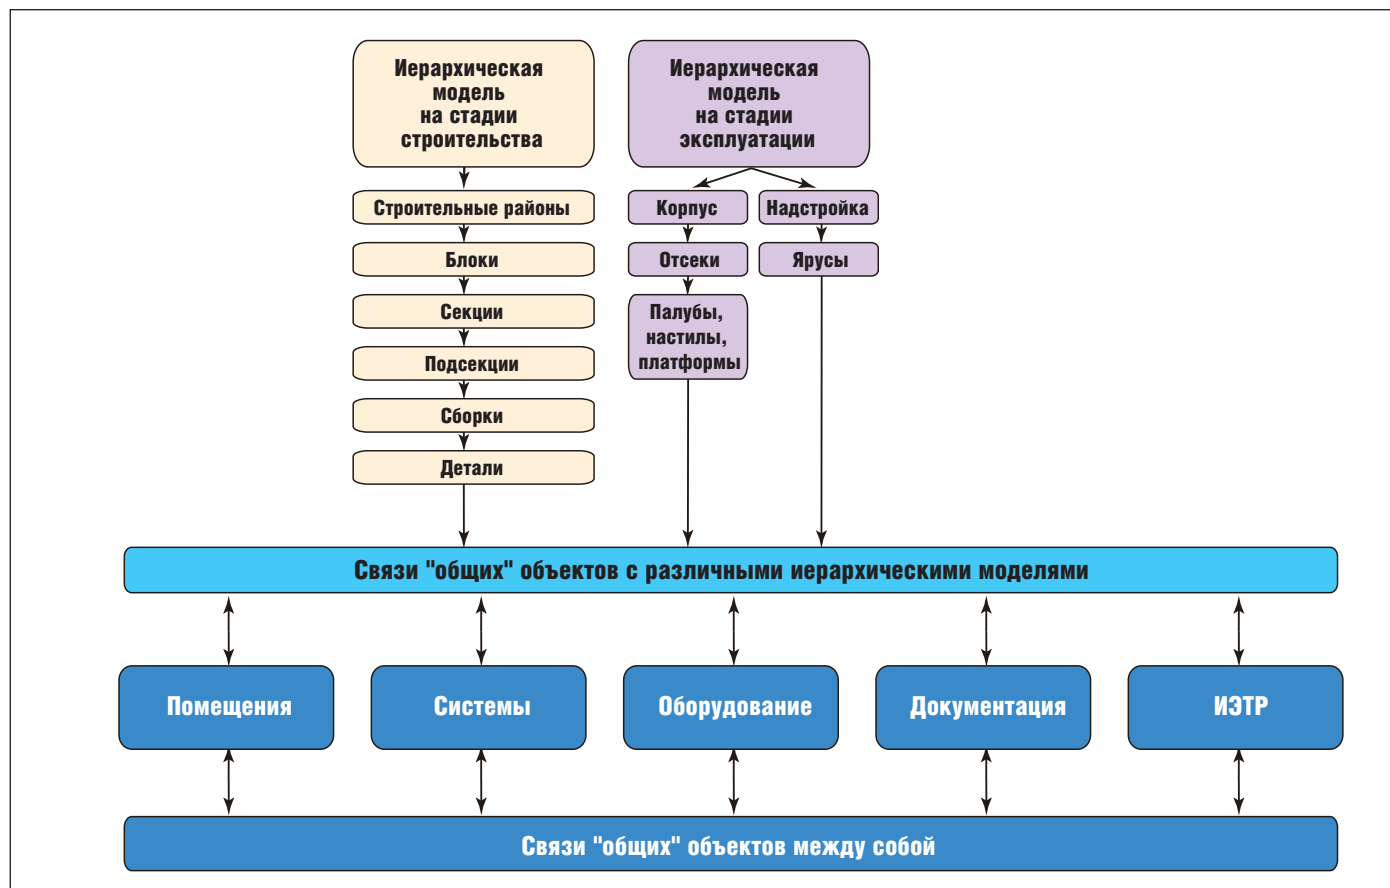 Иерархическая
модель
на стадии
строительства
Иерархическая
модель
на стадии
эксплуатации
Строительные районы
Корпус
Надстройка
Блоки
Отсеки
Ярусы
Секции
Палубы,
настилы,
платформы
Подсекции
Сборки
Детали
Связи "общих" объектов с различными иерархическими моделями
Помещения
Системы
Оборудование
Документация
ИЭТР
Связи "общих" объектов между собой